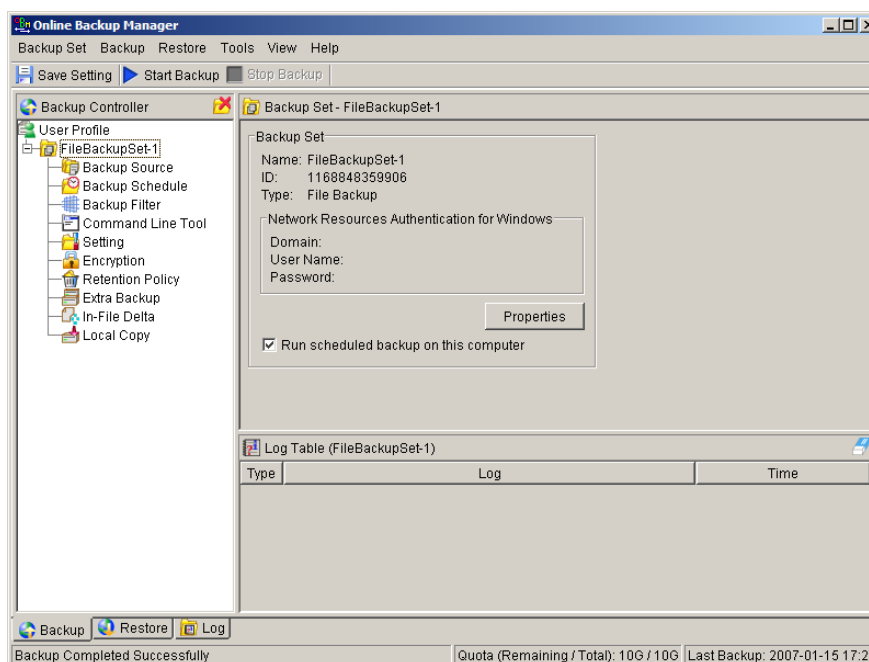 Online Backup Manager
Backup Set Backup Restore Tools View Help
Save Setting Start Backup Stop Backup
Backup Controller
User Profile
FileBackupSet-1
Backup Source
Backup Schedule
Backup Filter
Command Line Tool
Setting
Encryption
Retention Policy
Extra Backup
In-File Delta
Local Copy
Backup Set - FileBackupSet-1
Backup Set
Name: FileBackupSet-1
ID: 1168848359906
Type: File Backup
Network Resources Authentication for Windows
Domain:
User Name:
Password:
Properties
Run scheduled backup on this computer
Log Table (FileBackupSet-1)
Type Log Time
Backup Restore Log
Backup Completed Successfully Quota (Remaining / Total): 10G / 10G Last Backup: 2007-01-15 17:2